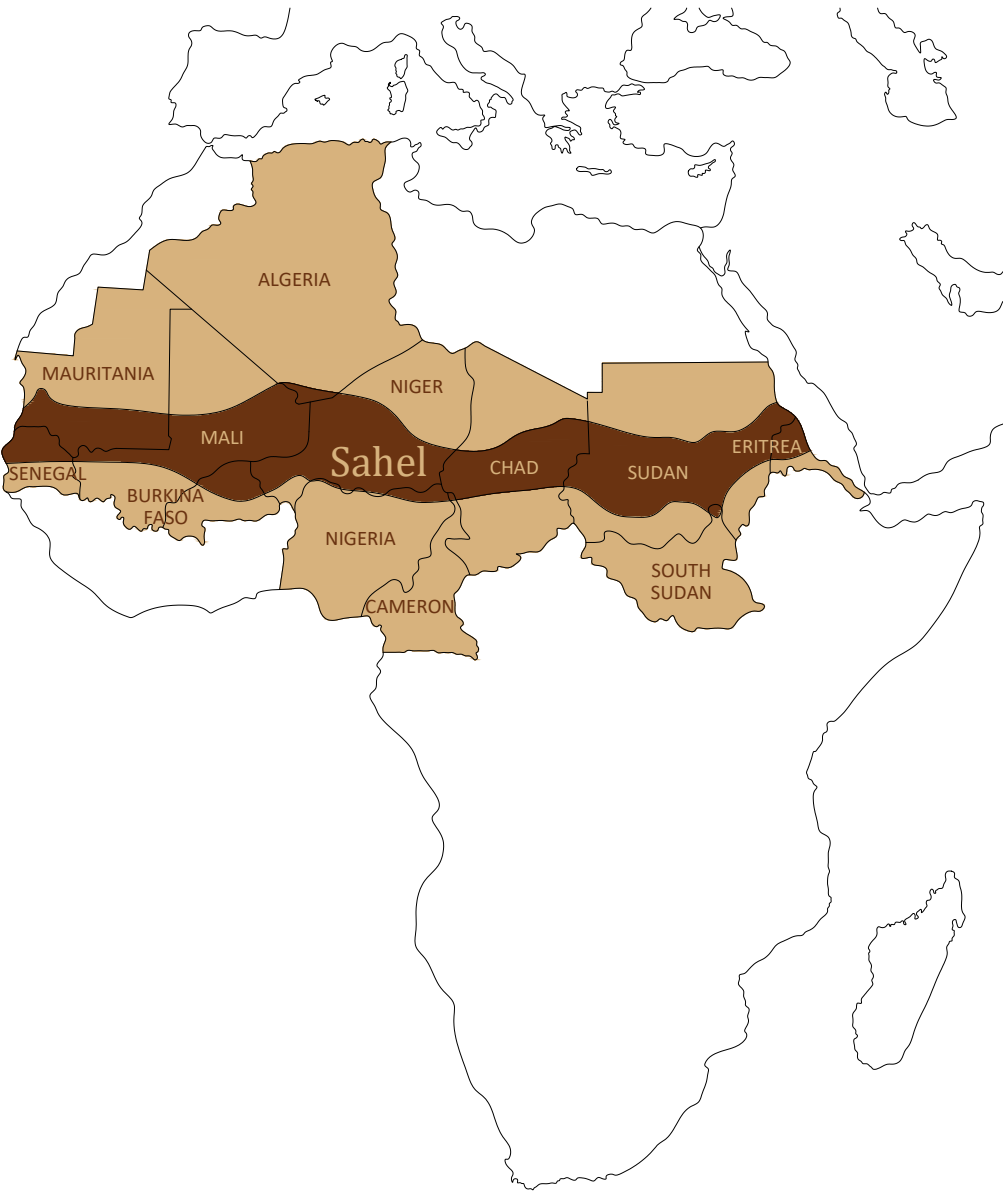 ALGERIA
MAURITANIA
NIGER
MALI
ERITREA
Sahel
CHAD
SUDAN
SENEGAL
BURKINA
FASO
NIGERIA
SOUTH
SUDAN
CAMERON